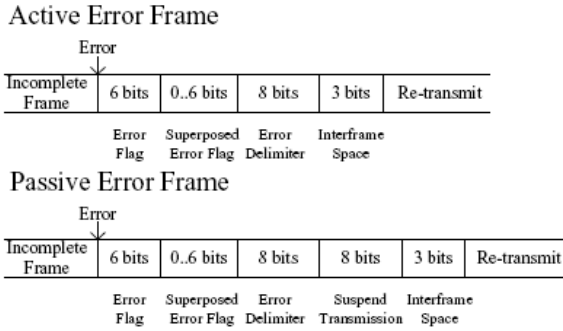 Active Error Frame
Error
Incomplete Frame 6 bits 0..6 bits 8 bits 3 bits Re-transmit
Error Flag Superposed Error Flag Error Delimiter Interframe Space
Passive Error Frame
Error
Incomplete Frame 6 bits 0..6 bits 8 bits 8 bits 3 bits Re-transmit
Error Flag Superposed Error Flag Error Delimiter Suspend Transmission Interframe Space